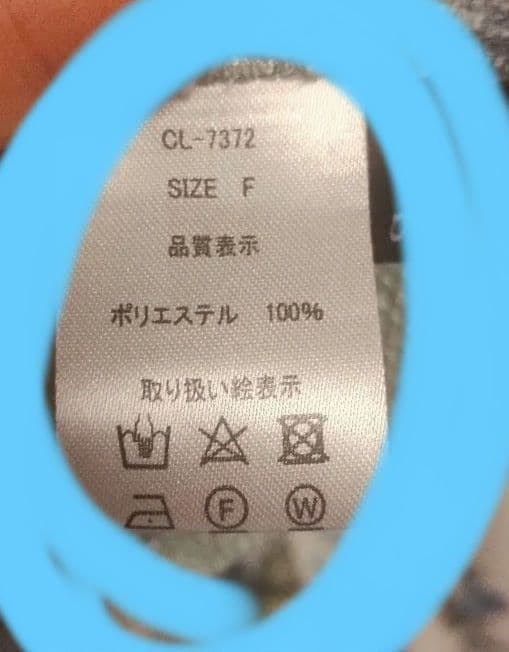 CL-7372
SIZE F
品質表示
ポリエステル 100%
取り扱い絵表示
F W